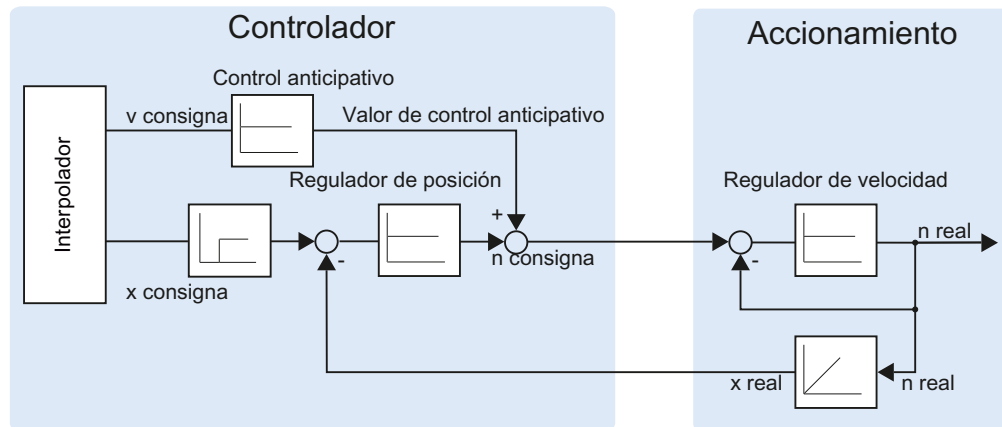 Controlador
Accionamiento
Control anticipativo
v consigna
Valor de control anticipativo
Interpolador
Regulador de posición
Regulador de velocidad
+
n real
-
n consigna
-
x consigna
x real
n real